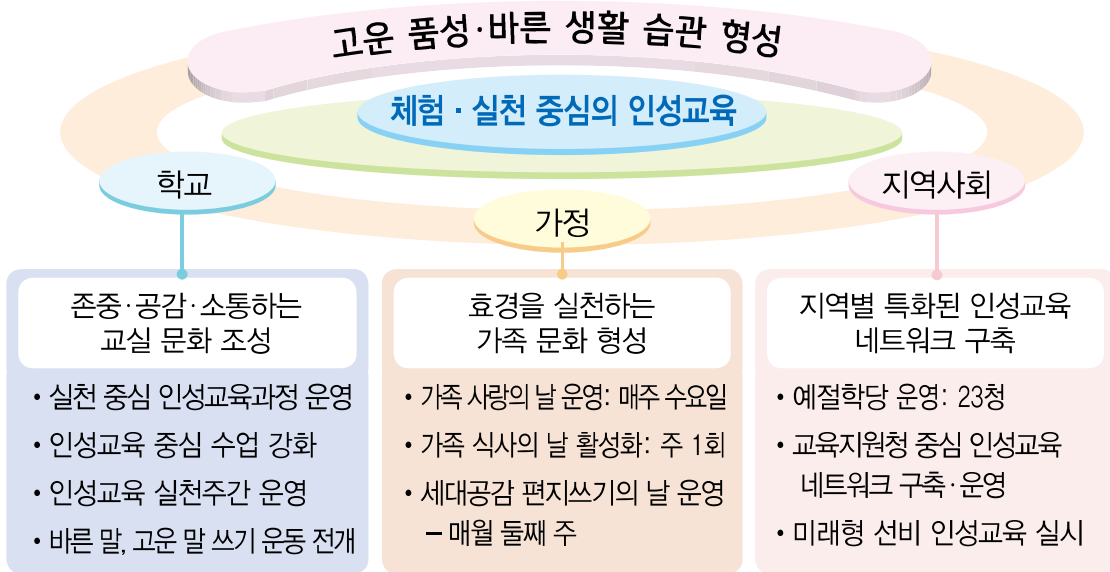 고운 품성·바른 생활 습관 형성
체험·실천 중심의 인성교육
학교
가정
지역사회
존중·공감·소통하는
교실 문화 조성
• 실천 중심 인성교육과정 운영
• 인성교육 중심 수업 강화
• 인성교육 실천주간 운영
• 바른 말, 고운 말 쓰기 운동 전개
효경을 실천하는
가족 문화 형성
• 가족 사랑의 날 운영: 매주 수요일
• 가족 식사의 날 활성화: 주 1회
• 세대공감 편지쓰기의 날 운영
– 매월 둘째 주
지역별 특화된 인성교육
네트워크 구축
• 예절학당 운영: 23청
• 교육지원청 중심 인성교육
네트워크 구축·운영
• 미래형 선비 인성교육 실시